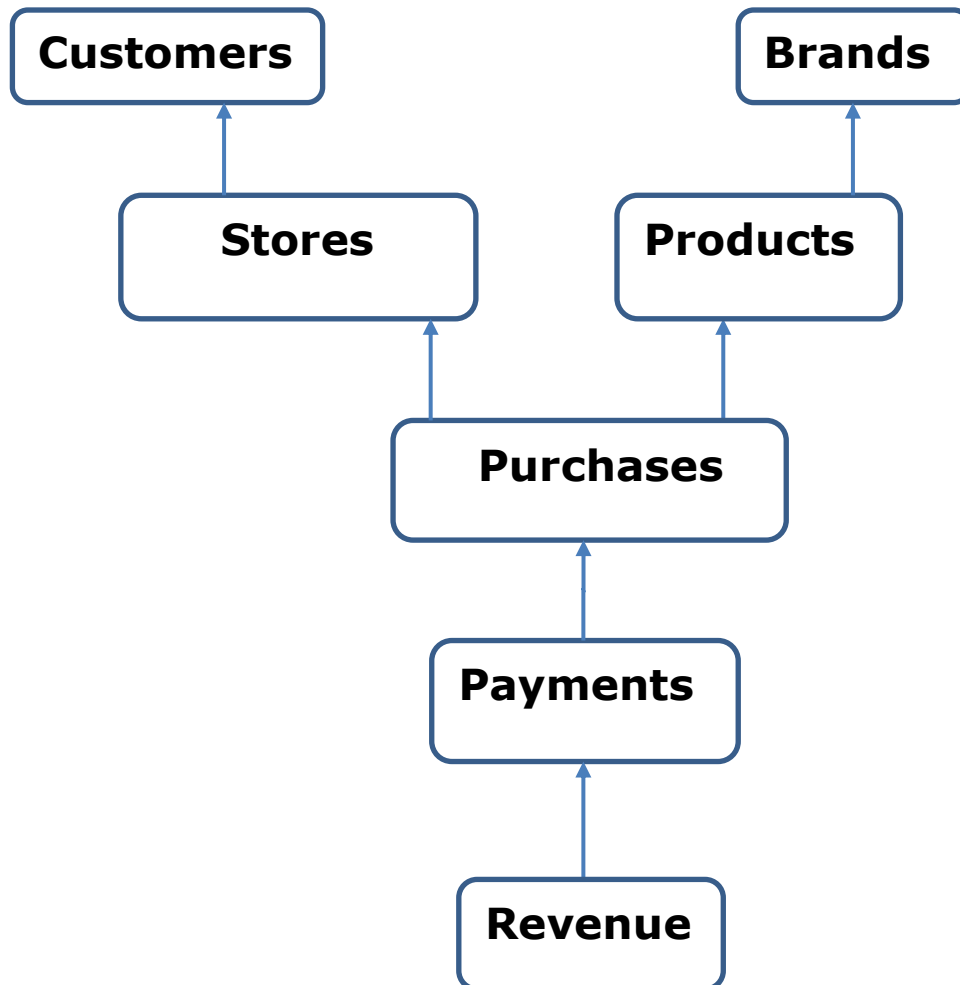 Customers
Brands
Stores
Products
Purchases
Payments
Revenue